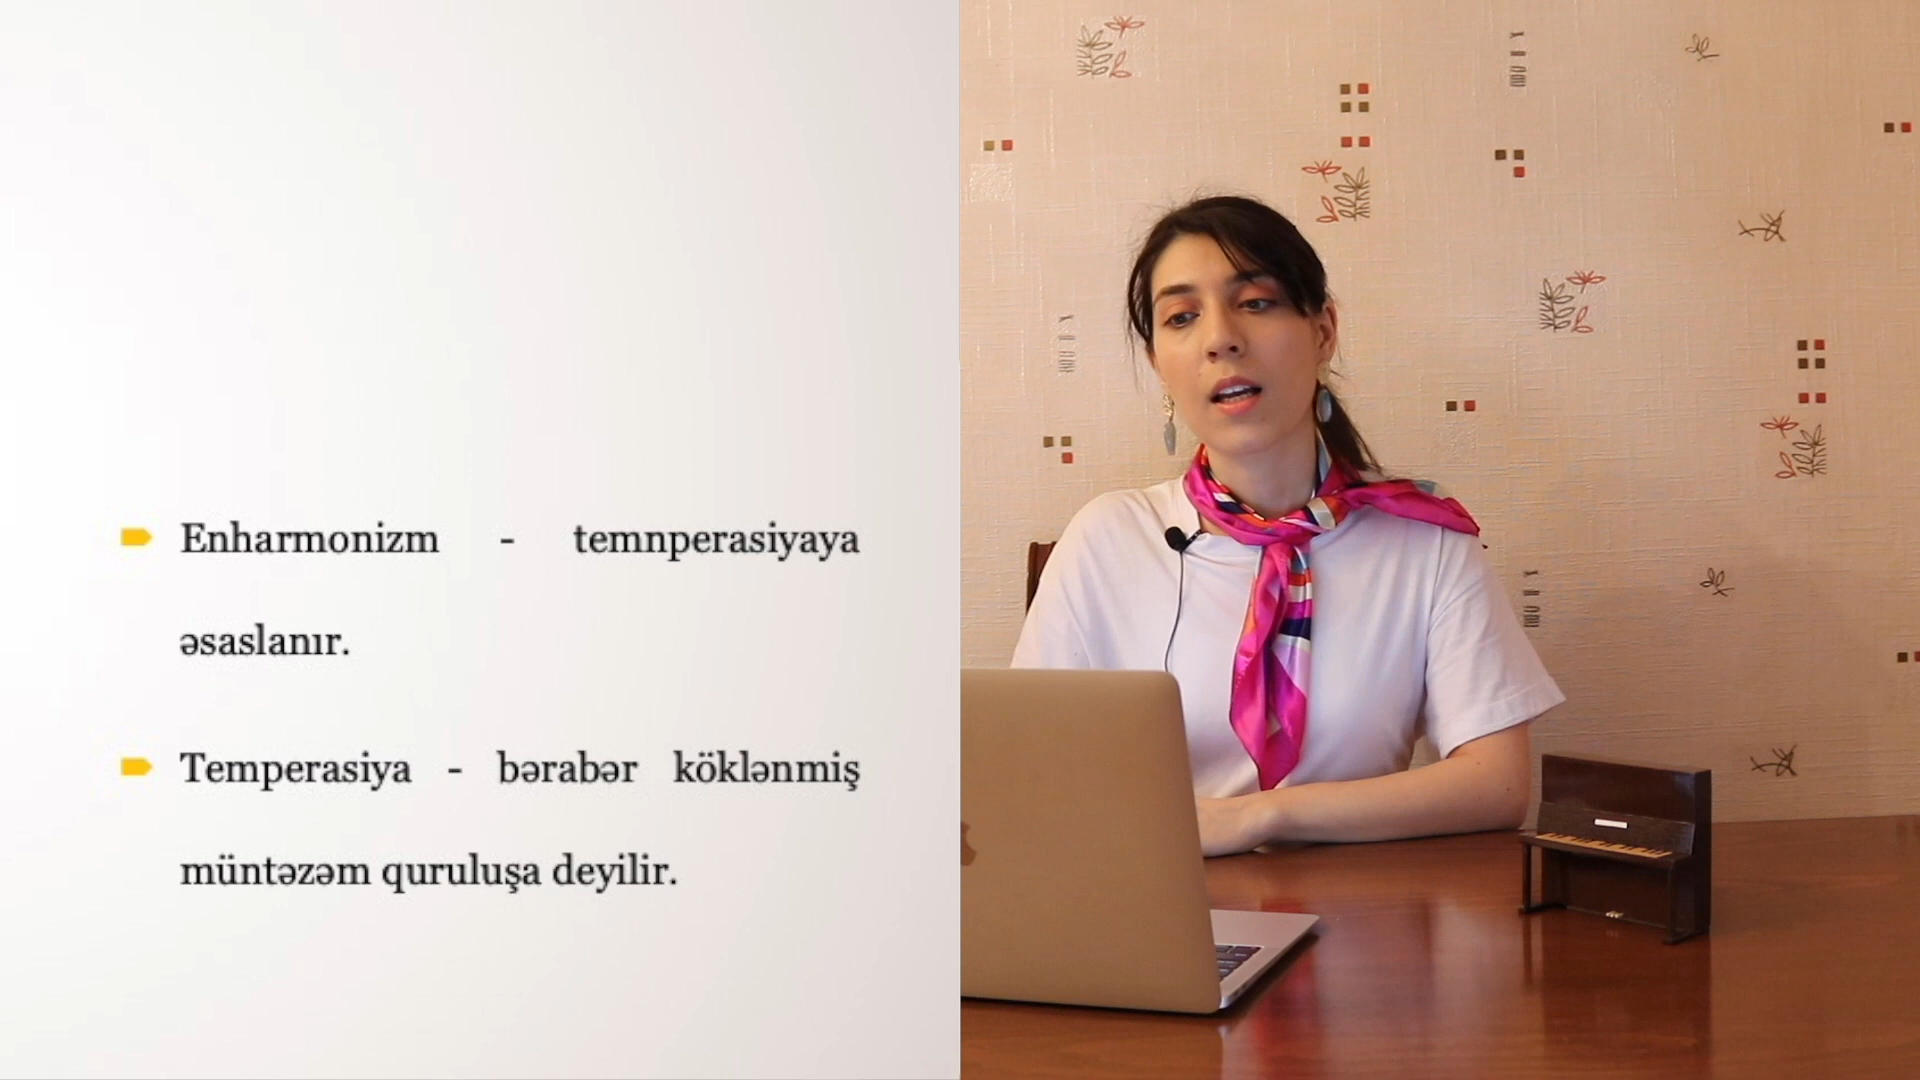 Enharmonizm - temnperasiyaya
əsaslanır.
Temperasiya - bərabər köklənmiş
müntəzəm quruluşa deyilir.